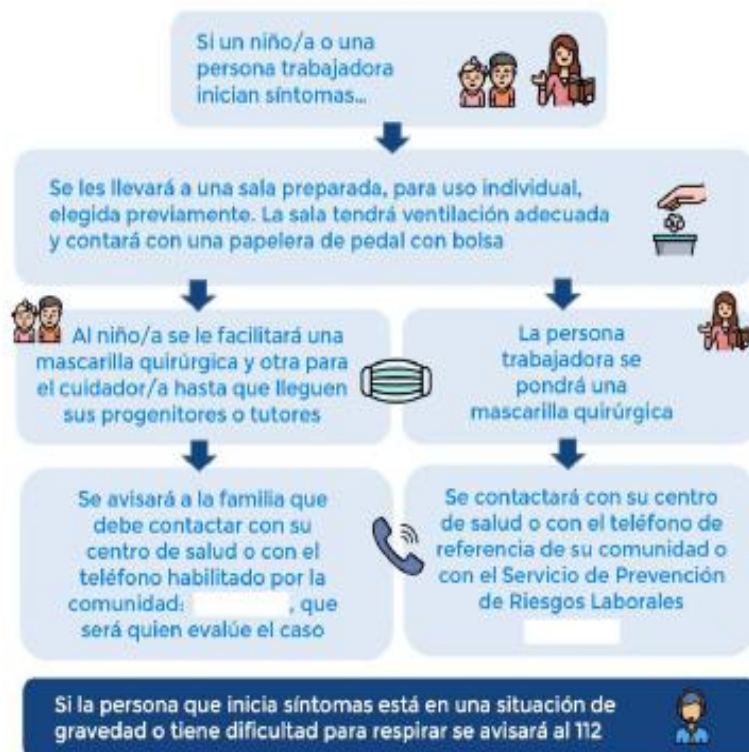 Si un niño/a o una
persona trabajadora
inician síntomas...
Se les llevará a una sala preparada, para uso individual,
elegida previamente. La sala tendrá ventilación adecuada
y contará con una papelera de pedal con bolsa
Al niño/a se le facilitará una
mascarilla quirúrgica y otra para
el cuidador/a hasta que lleguen
sus progenitores o tutores
La persona
trabajadora se
pondrá una
mascarilla quirúrgica
Se avisará a la familia que
debe contactar con su
centro de salud o con el
teléfono habilitado por la
comunidad: , que
será quien evalúe el caso
Se contactará con su centro
de salud o con el teléfono de
referencia de su comunidad o
con el Servicio de Prevención
de Riesgos Laborales
Si la persona que inicia síntomas está en una situación de
gravedad o tiene dificultad para respirar se avisará al 112